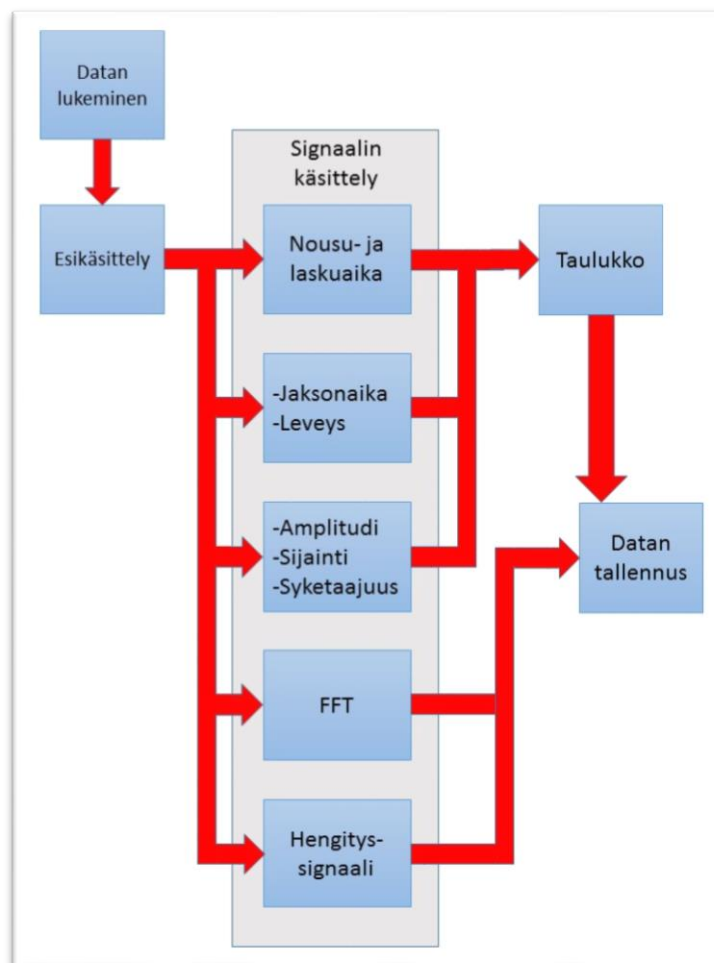 Datan
lukeminen
Esikäsittely
Signaalin
käsittely
Nousu- ja
laskuaika
-Jaksonaika
-Leveys
-Amplitudi
-Sijainti
-Syketaajuus
FFT
Hengitys-
signaali
Taulukko
Datan
tallennus